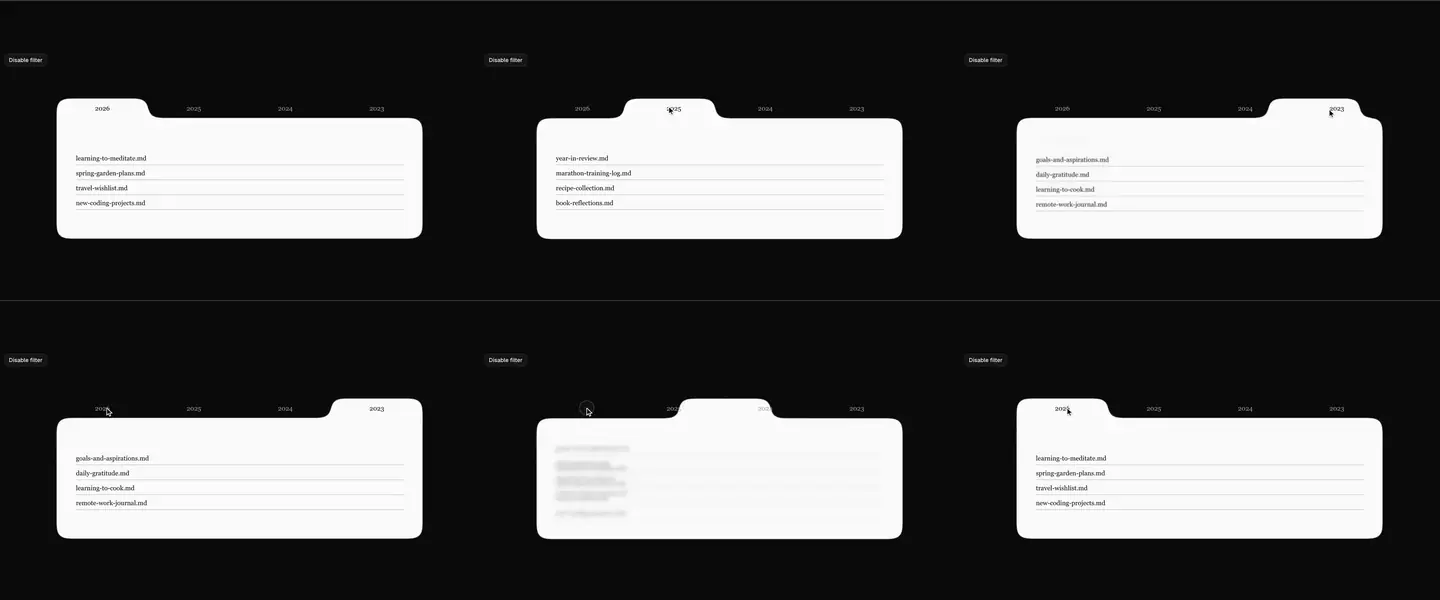 Disable filter
2026 2025 2024 2023
learning-to-meditate.md
spring-garden-plans.md
travel-wishlist.md
new-coding-projects.md
Disable filter
2026 2025 2024 2023
year-in-review.md
marathon-training-log.md
recipe-collection.md
book-reflections.md
Disable filter
2026 2025 2024 2023
goals-and-aspirations.md
daily-gratitude.md
learning-to-cook.md
remote-work-journal.md
Disable filter
2026 2025 2024 2023
goals-and-aspirations.md
daily-gratitude.md
learning-to-cook.md
remote-work-journal.md
Disable filter
2023
Disable filter
2026 2025 2024 2023
learning-to-meditate.md
spring-garden-plans.md
travel-wishlist.md
new-coding-projects.md